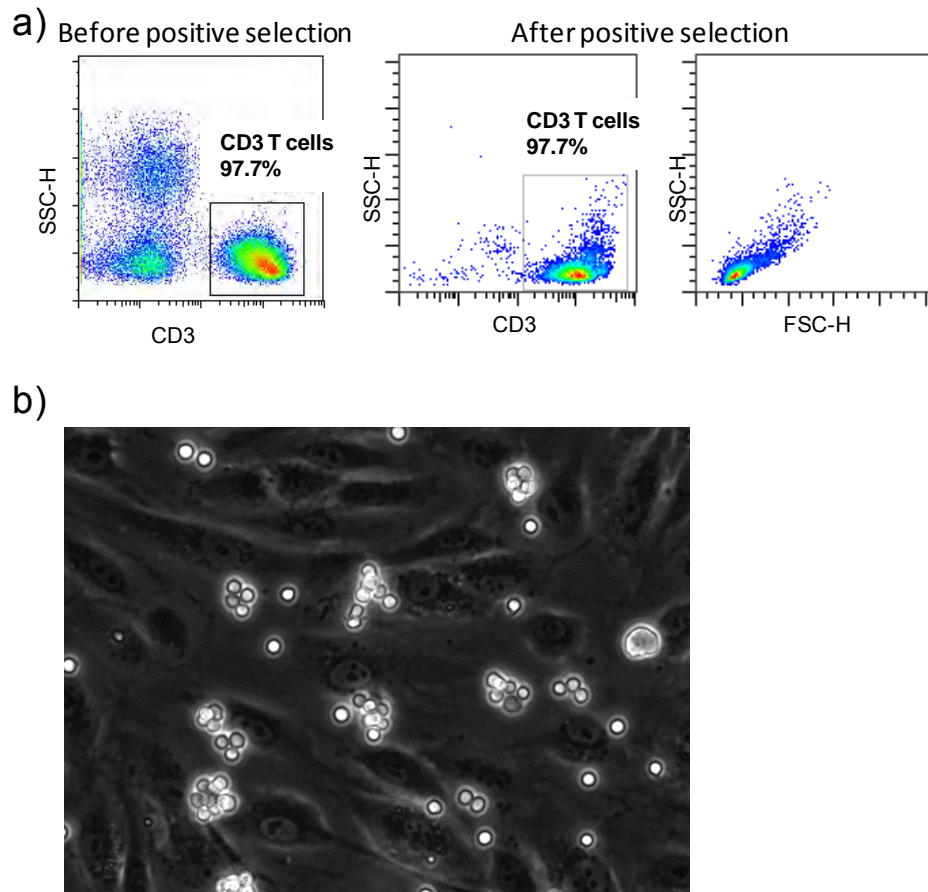 a)
Before positive selection
After positive selection
CD3 T cells
97.7%
SSC-H
CD3
CD3 T cells
97.7%
SSC-H
CD3
SSC-H
FSC-H
b)